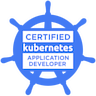 CERTIFIED
kubernetes
APPLICATION
DEVELOPER